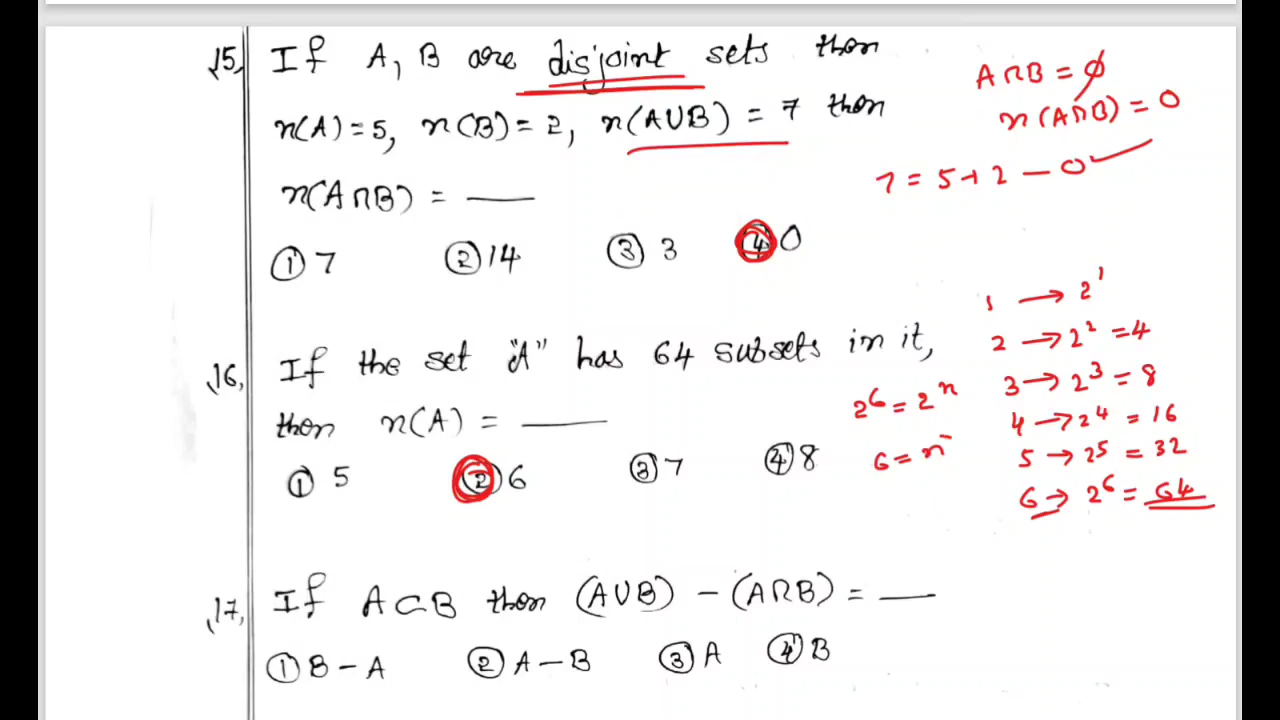 15, If A, B are disjoint sets then
n(A) = 5, n(B) = 2, n(A∪B) = 7 then
n(A∩B) = ___
① 7 ② 14 ③ 3 ④ 0
A∩B = ϕ
n(A∩B) = 0
7 = 5+2 - 0
16, If the set "A" has 64 subsets in it,
then n(A) = ___
① 5 ② 6 ③ 7 ④ 8
2⁶ = 2ⁿ
6 = n
1 → 2¹
2 → 2² = 4
3 → 2³ = 8
4 → 2⁴ = 16
5 → 2⁵ = 32
6 → 2⁶ = 64
17, If A⊂B then (A∪B) - (A∩B) = ___
① B - A ② A - B ③ A ④ B